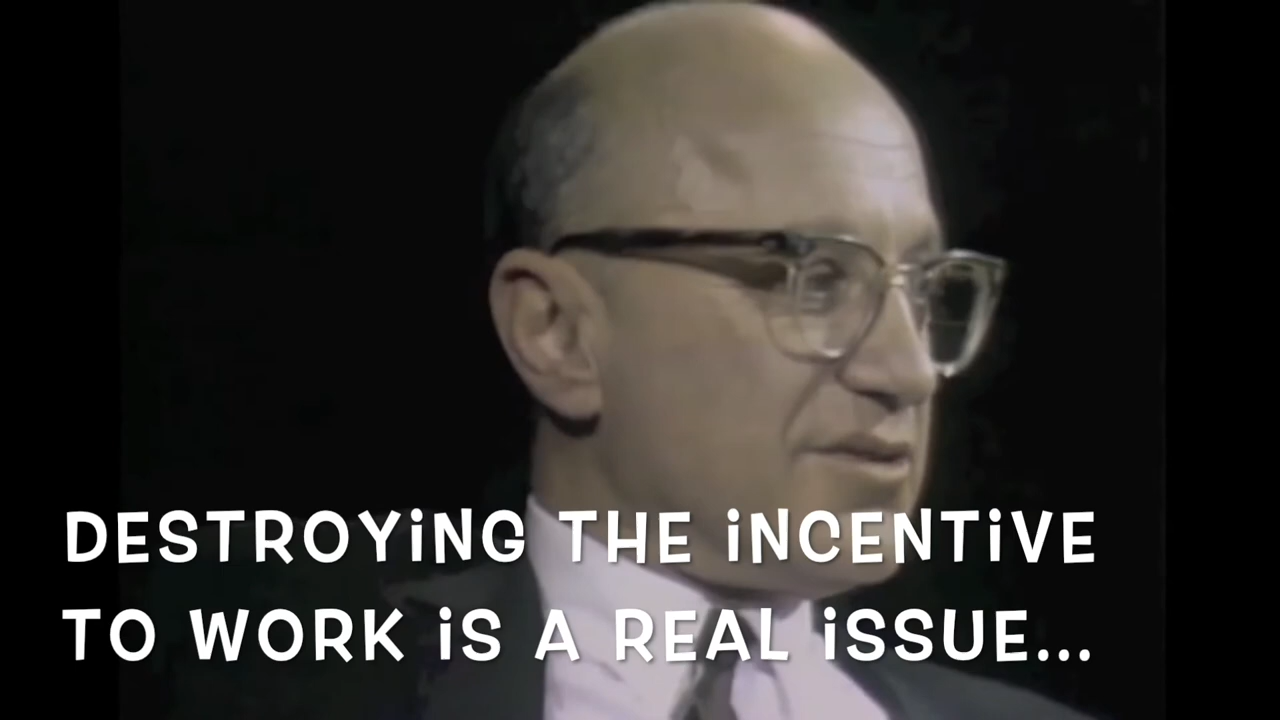 DESTROYiNG THE iNCENTiVE
TO WORK iS A REAL iSSUE...